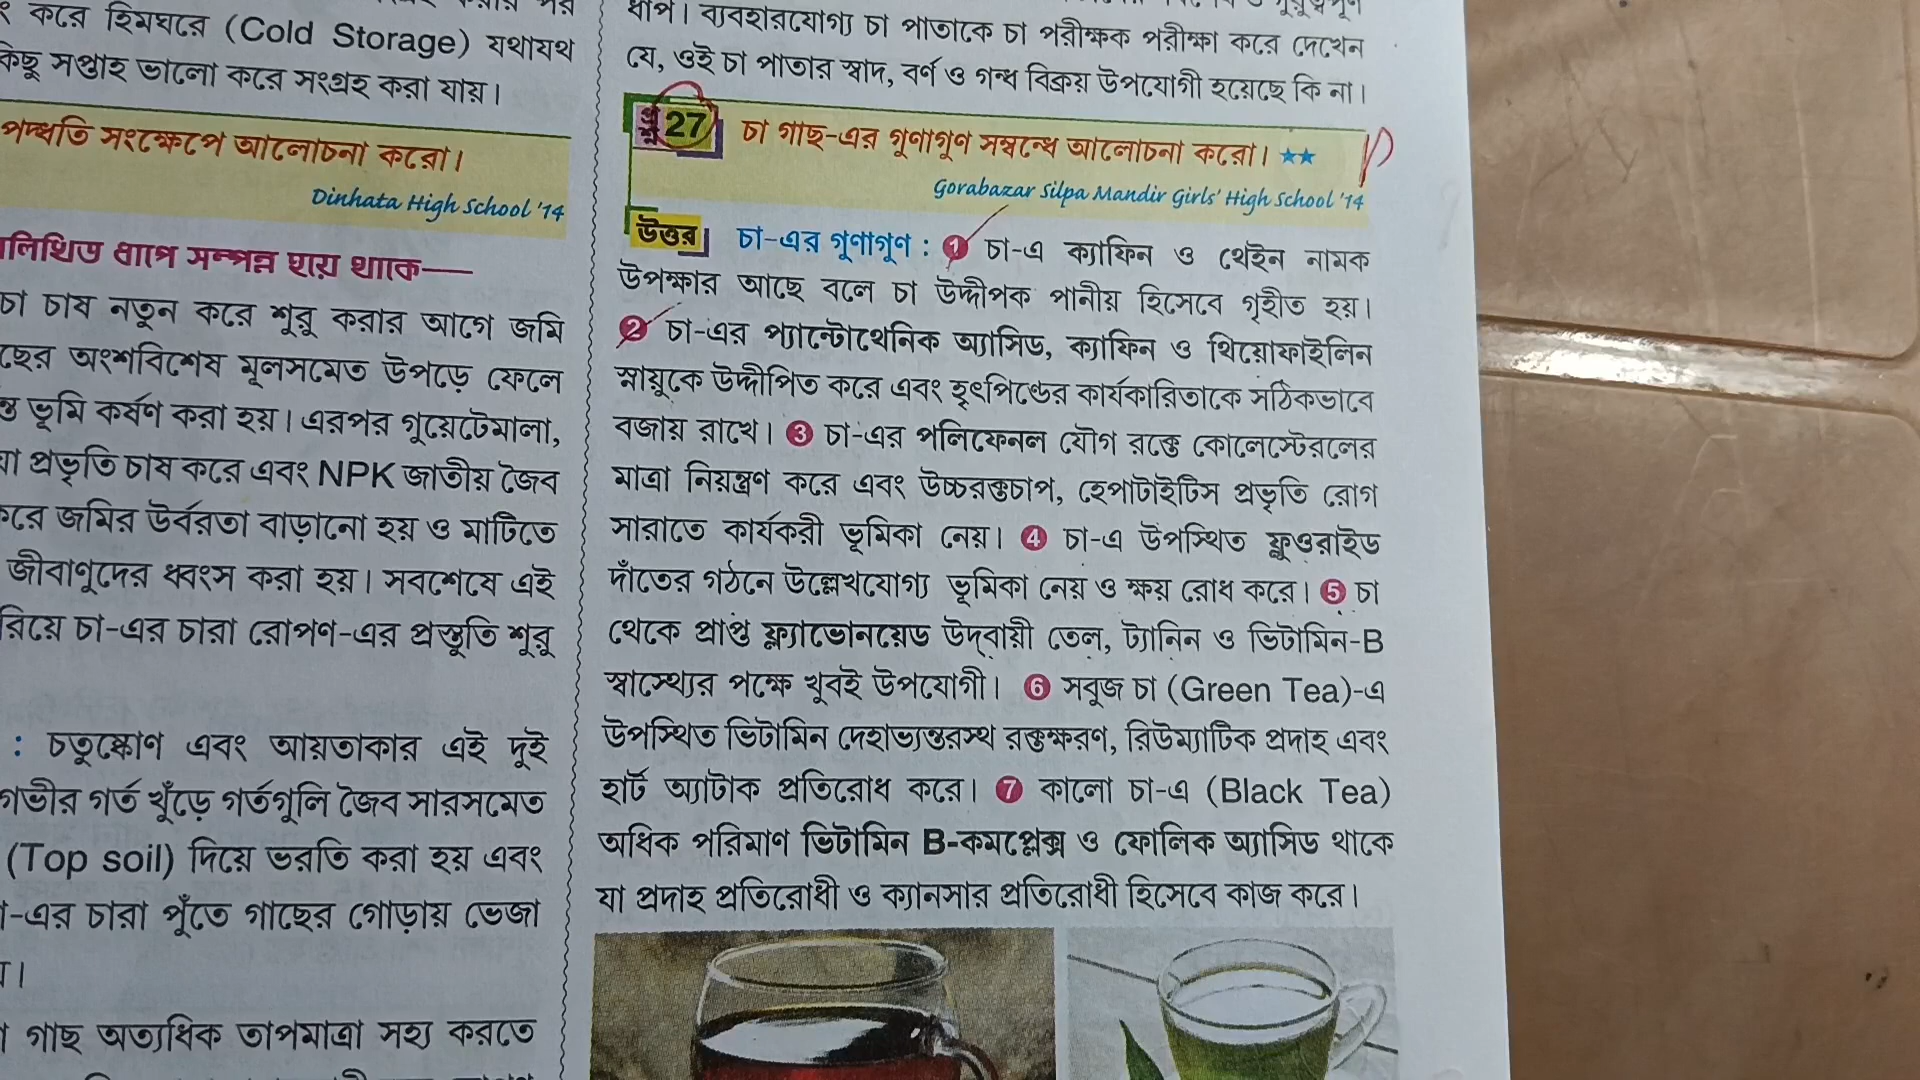 করে হিমঘরে (Cold Storage) যথাযথ
কিছু সপ্তাহ ভালো করে সংগ্রহ করা যায়।
পদ্ধতি সংক্ষেপে আলোচনা করো।
Dinhata High School '14
লিখিত ধাপে সম্পন্ন হয়ে থাকে—
চা চাষ নতুন করে শুরু করার আগে জমি
ছের অংশবিশেষ মূলসমেত উপড়ে ফেলে
ভূমি কর্ষণ করা হয়। এরপর গুয়েটেমালা,
প্রভৃতি চাষ করে এবং NPK জাতীয় জৈব
করে জমির উর্বরতা বাড়ানো হয় ও মাটিতে
জীবাণুদের ধ্বংস করা হয়। সবশেষে এই
রিয়ে চা-এর চারা রোপণ-এর প্রস্তুতি শুরু
: চতুষ্কোণ এবং আয়তাকার এই দুই
গভীর গর্ত খুঁড়ে গর্তগুলি জৈব সারসমেত
(Top soil) দিয়ে ভরতি করা হয় এবং
-এর চারা পুঁতে গাছের গোড়ায় ভেজা
গাছ অত্যধিক তাপমাত্রা সহ্য করতে
ধাপ। ব্যবহারযোগ্য চা পাতাকে চা পরীক্ষক পরীক্ষা করে দেখেন
যে, ওই চা পাতার স্বাদ, বর্ণ ও গন্ধ বিক্রয় উপযোগী হয়েছে কি না।
প্রশ্ন 27 চা গাছ-এর গুণাগুণ সম্বন্ধে আলোচনা করো। ★★
Gorabazar Silpa Mandir Girls' High School '14
উত্তর চা-এর গুণাগুণ : 1 চা-এ ক্যাফিন ও থেইন নামক
উপক্ষার আছে বলে চা উদ্দীপক পানীয় হিসেবে গৃহীত হয়।
2 চা-এর প্যান্টোথেনিক অ্যাসিড, ক্যাফিন ও থিয়োফাইলিন
স্নায়ুকে উদ্দীপিত করে এবং হৃৎপিণ্ডের কার্যকারিতাকে সঠিকভাবে
বজায় রাখে। 3 চা-এর পলিফেনল যৌগ রক্তে কোলেস্টেরলের
মাত্রা নিয়ন্ত্রণ করে এবং উচ্চরক্তচাপ, হেপাটাইটিস প্রভৃতি রোগ
সারাতে কার্যকরী ভূমিকা নেয়। 4 চা-এ উপস্থিত ফ্লুওরাইড
দাঁতের গঠনে উল্লেখযোগ্য ভূমিকা নেয় ও ক্ষয় রোধ করে। 5 চা
থেকে প্রাপ্ত ফ্ল্যাভোনয়েড উদ্‌বায়ী তেল, ট্যানিন ও ভিটামিন-B
স্বাস্থ্যের পক্ষে খুবই উপযোগী। 6 সবুজ চা (Green Tea)-এ
উপস্থিত ভিটামিন দেহাভ্যন্তরস্থ রক্তক্ষরণ, রিউম্যাটিক প্রদাহ এবং
হার্ট অ্যাটাক প্রতিরোধ করে। 7 কালো চা-এ (Black Tea)
অধিক পরিমাণ ভিটামিন B-কমপ্লেক্স ও ফোলিক অ্যাসিড থাকে
যা প্রদাহ প্রতিরোধী ও ক্যানসার প্রতিরোধী হিসেবে কাজ করে।